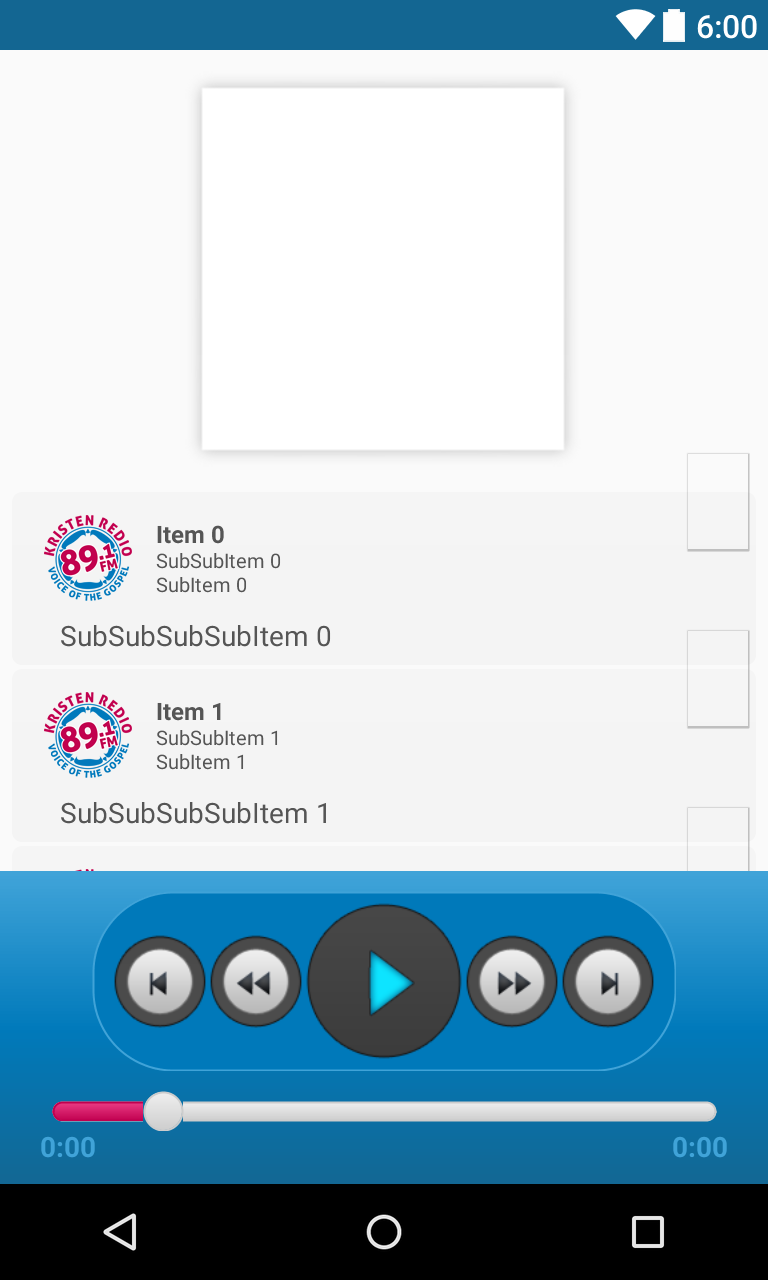 6:00
KRISTEN REDIO
89.1
FM
VOICE OF THE GOSPEL
Item 0
SubSubItem 0
SubItem 0
SubSubSubSubItem 0
KRISTEN REDIO
89.1
FM
VOICE OF THE GOSPEL
Item 1
SubSubItem 1
SubItem 1
SubSubSubSubItem 1
0:00
0:00